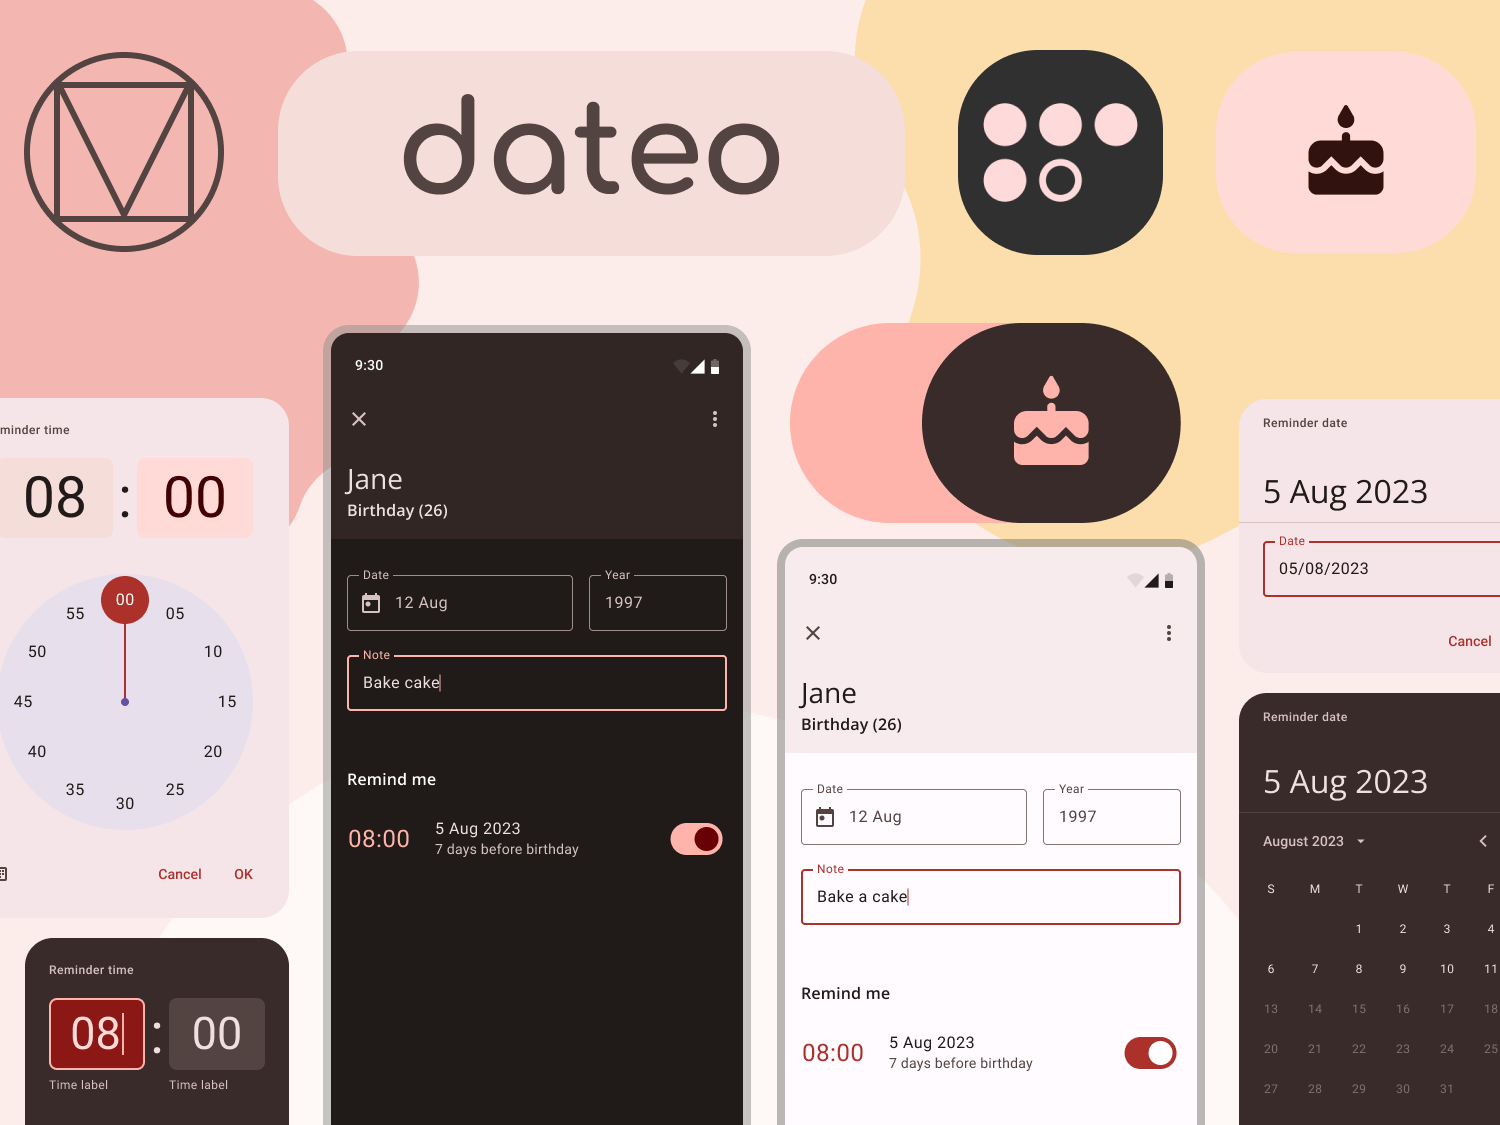 dateo
minder time
08 : 00
00
55
05
50
10
45
15
40
20
35
25
30
Cancel
OK
Reminder time
08 : 00
Time label
Time label
9:30
Jane
Birthday (26)
Date
12 Aug
Year
1997
Note
Bake cake
Remind me
08:00
5 Aug 2023
7 days before birthday
9:30
Jane
Birthday (26)
Date
12 Aug
Year
1997
Note
Bake a cake
Remind me
08:00
5 Aug 2023
7 days before birthday
Reminder date
5 Aug 2023
Date
05/08/2023
Cancel
Reminder date
5 Aug 2023
August 2023
S M T W T F
1 2 3 4
6 7 8 9 10 11
13 14 15 16 17 18
20 21 22 23 24 25
27 28 29 30 31